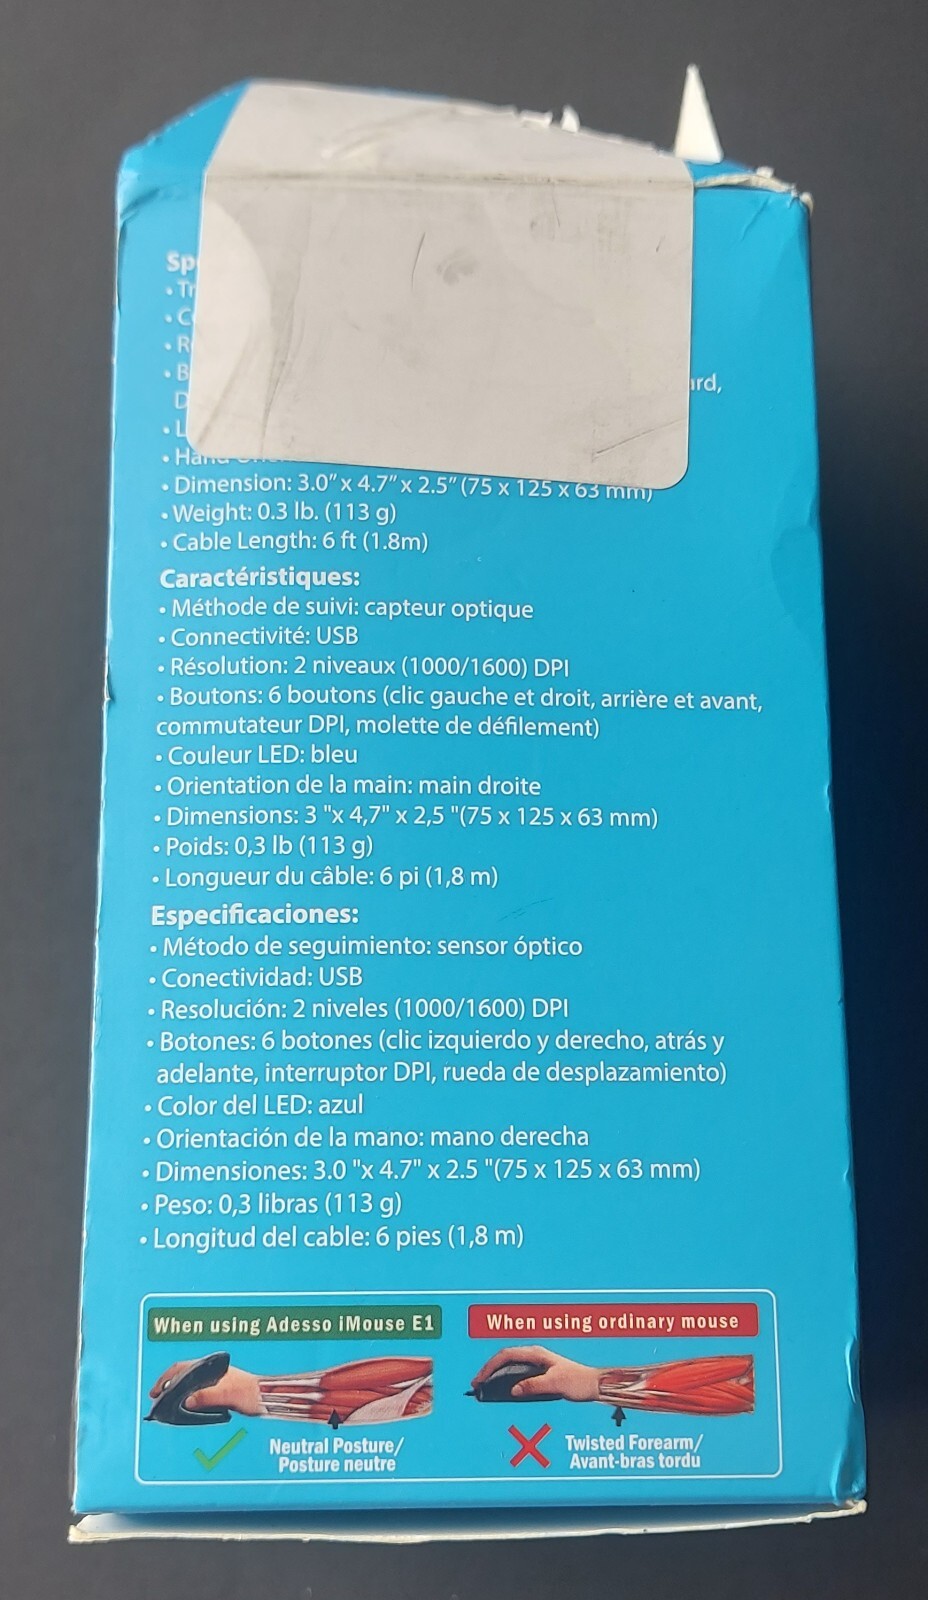 • Dimension: 3.0" x 4.7" x 2.5" (75 x 125 x 63 mm)
• Weight: 0.3 lb. (113 g)
• Cable Length: 6 ft (1.8m)
Caractéristiques:
• Méthode de suivi: capteur optique
• Connectivité: USB
• Résolution: 2 niveaux (1000/1600) DPI
• Boutons: 6 boutons (clic gauche et droit, arrière et avant,
commutateur DPI, molette de défilement)
• Couleur LED: bleu
• Orientation de la main: main droite
• Dimensions: 3 "x 4,7" x 2,5 "(75 x 125 x 63 mm)
• Poids: 0,3 lb (113 g)
• Longueur du câble: 6 pi (1,8 m)
Especificaciones:
• Método de seguimiento: sensor óptico
• Conectividad: USB
• Resolución: 2 niveles (1000/1600) DPI
• Botones: 6 botones (clic izquierdo y derecho, atrás y
adelante, interruptor DPI, rueda de desplazamiento)
• Color del LED: azul
• Orientación de la mano: mano derecha
• Dimensiones: 3.0 "x 4.7" x 2.5 "(75 x 125 x 63 mm)
• Peso: 0,3 libras (113 g)
• Longitud del cable: 6 pies (1,8 m)
When using Adesso iMouse E1
Neutral Posture/
Posture neutre
When using ordinary mouse
Twisted Forearm/
Avant-bras tordu